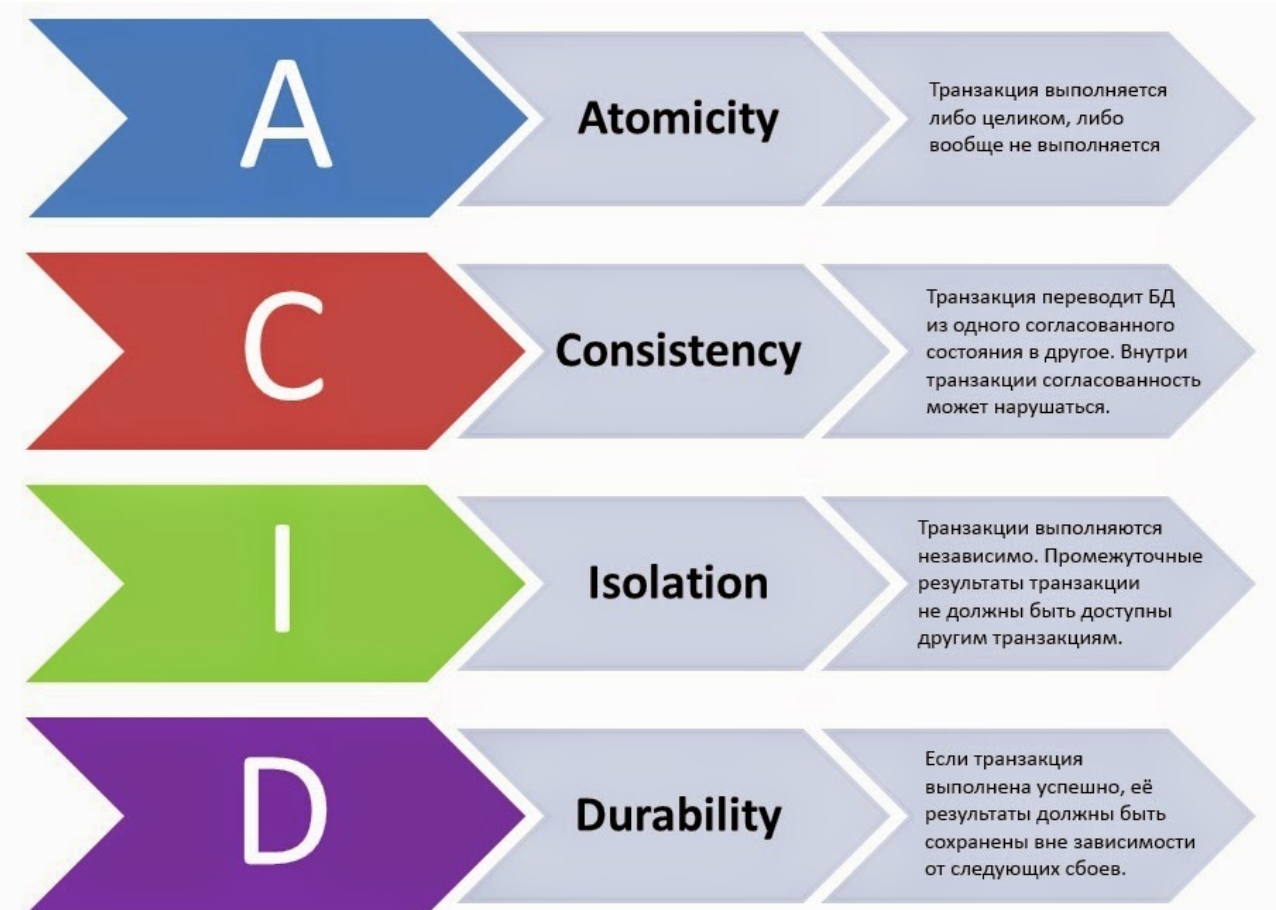 A
Atomicity
Транзакция выполняется
либо целиком, либо
вообще не выполняется
C
Consistency
Транзакция переводит БД
из одного согласованного
состояния в другое. Внутри
транзакции согласованность
может нарушаться.
I
Isolation
Транзакции выполняются
независимо. Промежуточные
результаты транзакции
не должны быть доступны
другим транзакциям.
D
Durability
Если транзакция
выполнена успешно, её
результаты должны быть
сохранены вне зависимости
от следующих сбоев.